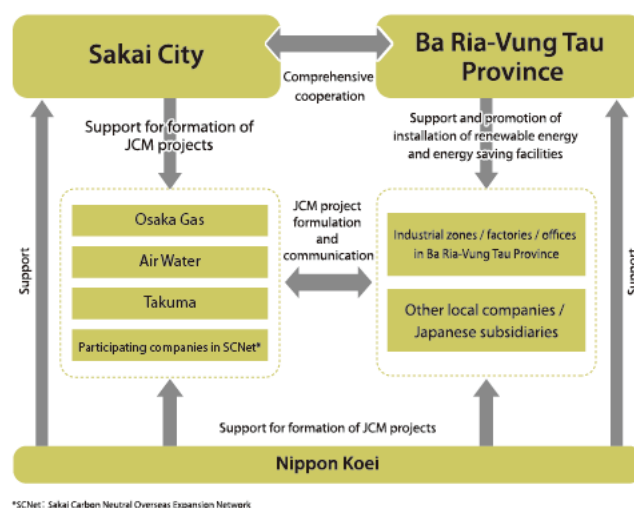 Sakai City
Ba Ria-Vung Tau
Province
Comprehensive
cooperation
Support for formation of
JCM projects
Support and promotion of
installation of renewable energy
and energy saving facilities
Support
Osaka Gas
Air Water
Takuma
Participating companies in SCNet*
JCM project
formulation
and
communication
Industrial zones / factories / offices
in Ba Ria-Vung Tau Province
Other local companies /
Japanese subsidiaries
Support
Support for formation of JCM projects
Nippon Koei
*SCNet: Sakai Carbon Neutral Overseas Expansion Network